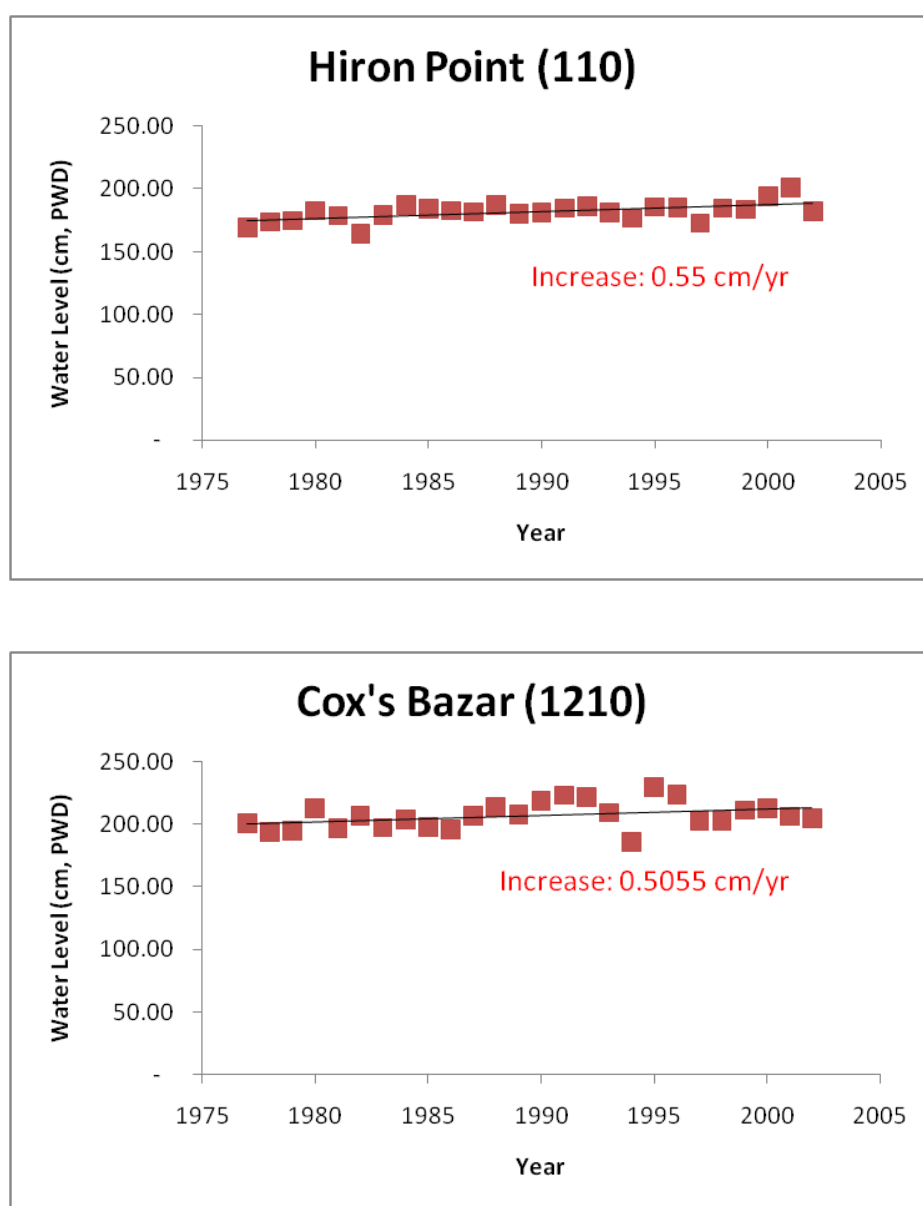 Hiron Point (110)
250.00
200.00
150.00
100.00
50.00
-
Water Level (cm, PWD)
Increase: 0.55 cm/yr
1975 1980 1985 1990 1995 2000 2005
Year
Cox's Bazar (1210)
250.00
200.00
150.00
100.00
50.00
-
Water Level (cm, PWD)
Increase: 0.5055 cm/yr
1975 1980 1985 1990 1995 2000 2005
Year